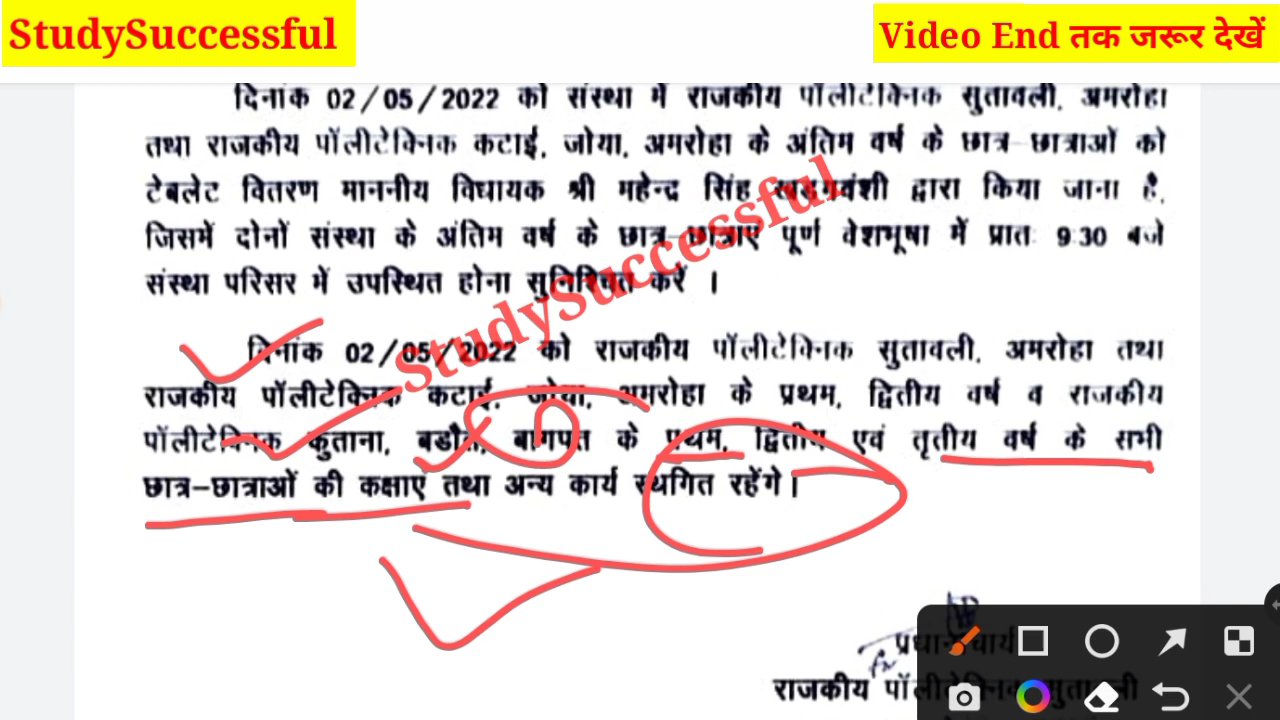 StudySuccessful
Video End तक जरूर देखें
दिनांक 02/05/2022 को संस्था में राजकीय पॉलीटेक्निक सुतावली, अमरोहा
तथा राजकीय पॉलीटेक्निक कटाई, जोया, अमरोहा के अंतिम वर्ष के छात्र-छात्राओं को
टेबलेट वितरण माननीय विधायक श्री महेन्द्र सिंह खडगवंशी द्वारा किया जाना है,
जिसमें दोनों संस्था के अंतिम वर्ष के छात्र-छात्राएं पूर्ण वेशभूषा में प्रातः 9:30 बजे
संस्था परिसर में उपस्थित होना सुनिश्चित करें ।
StudySuccessful
दिनांक 02/05/2022 को राजकीय पॉलीटेक्निक सुतावली, अमरोहा तथा
राजकीय पॉलीटेक्निक कटाई, जोया, अमरोहा के प्रथम, द्वितीय वर्ष व राजकीय
पॉलीटेक्निक कुताना, बडौत, बागपत के प्रथम, द्वितीय एवं तृतीय वर्ष के सभी
छात्र-छात्राओं की कक्षाएं तथा अन्य कार्य स्थगित रहेंगे।
प्रधानाचार्य
राजकीय पॉलीटेक्निक सुतावली